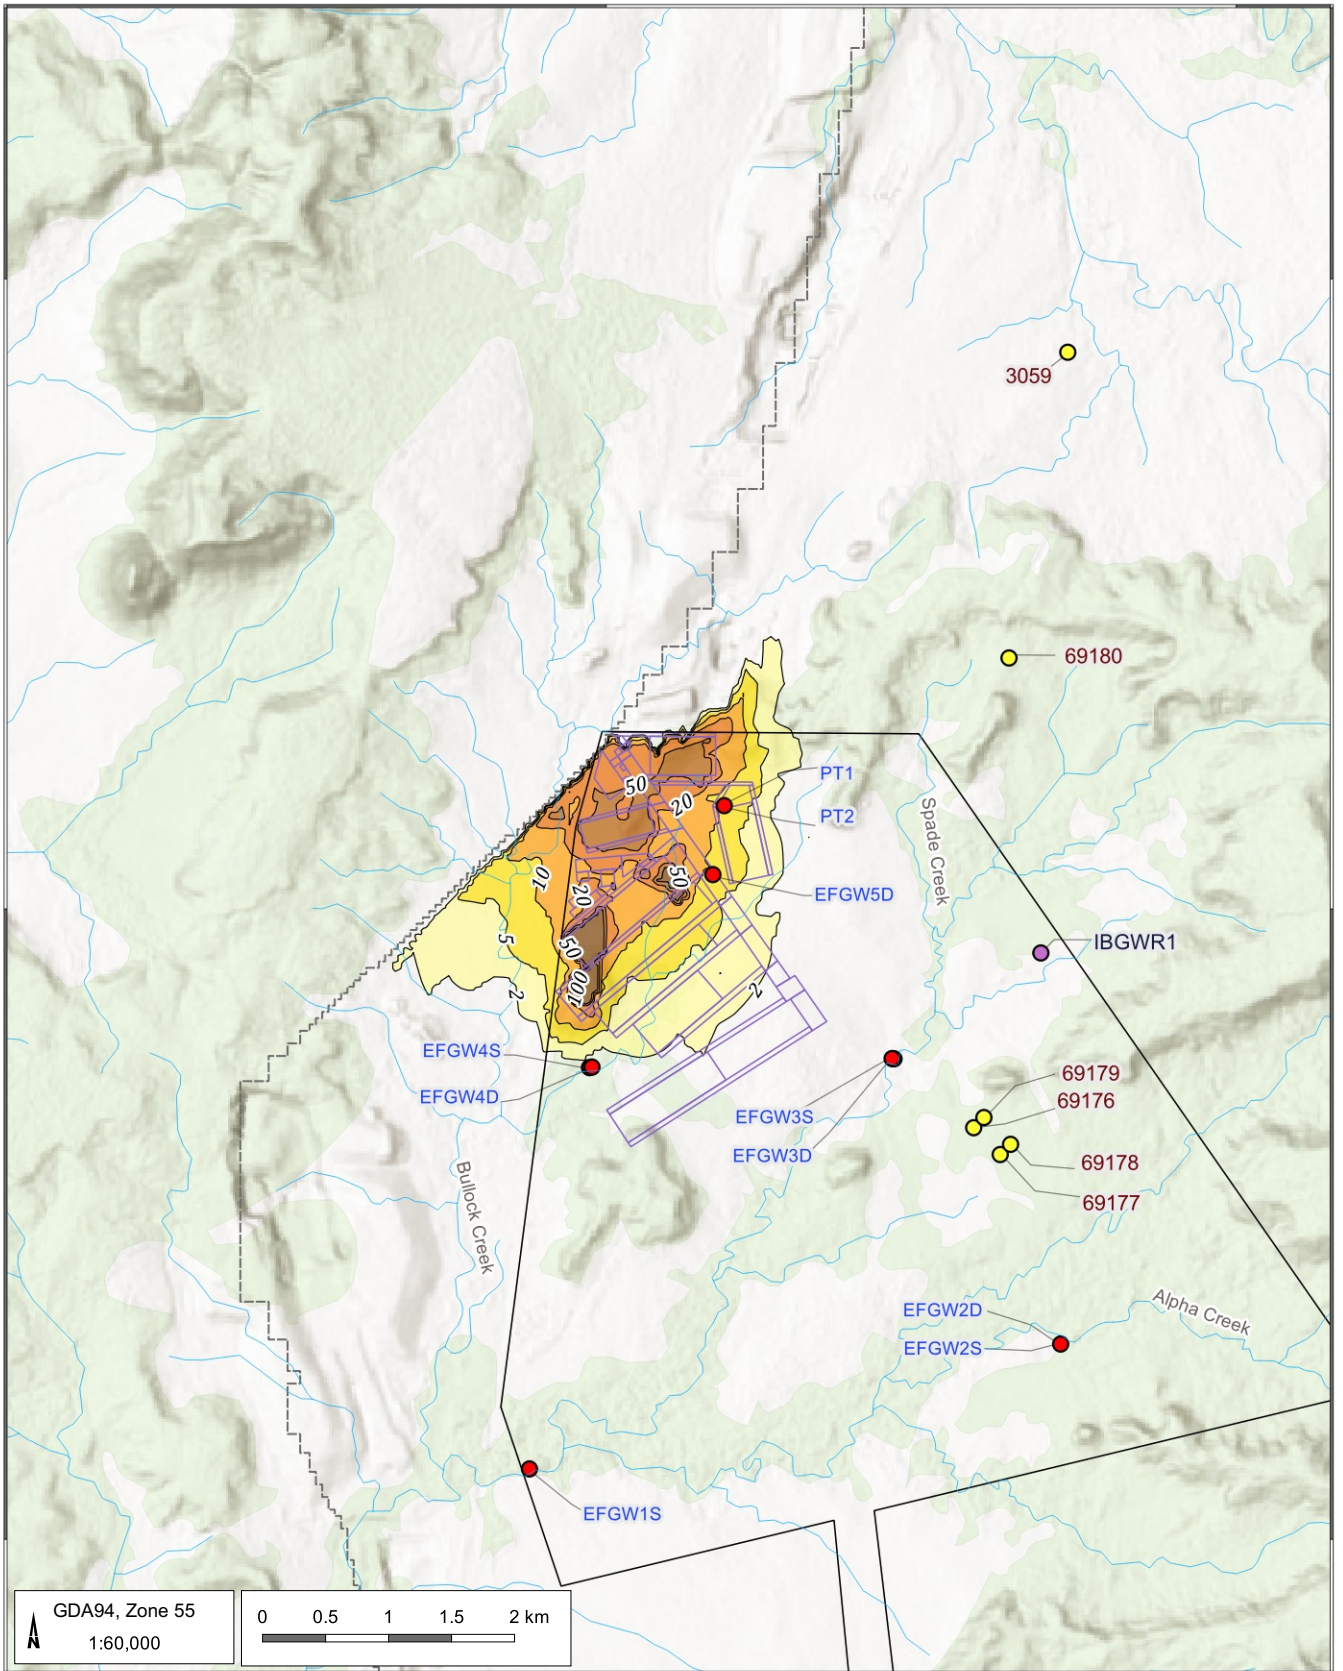 3059
69180
50
20
PT1
PT2
Spade Creek
10
20
50
EFGW5D
5
50
IBGWR1
100
2
2
EFGW4S
EFGW4D
69179
69176
EFGW3S
EFGW3D
69178
69177
Bullock Creek
Alpha Creek
EFGW2D
EFGW2S
EFGW1S
GDA94, Zone 55
N
1:60,000
0 0.5 1 1.5 2 km